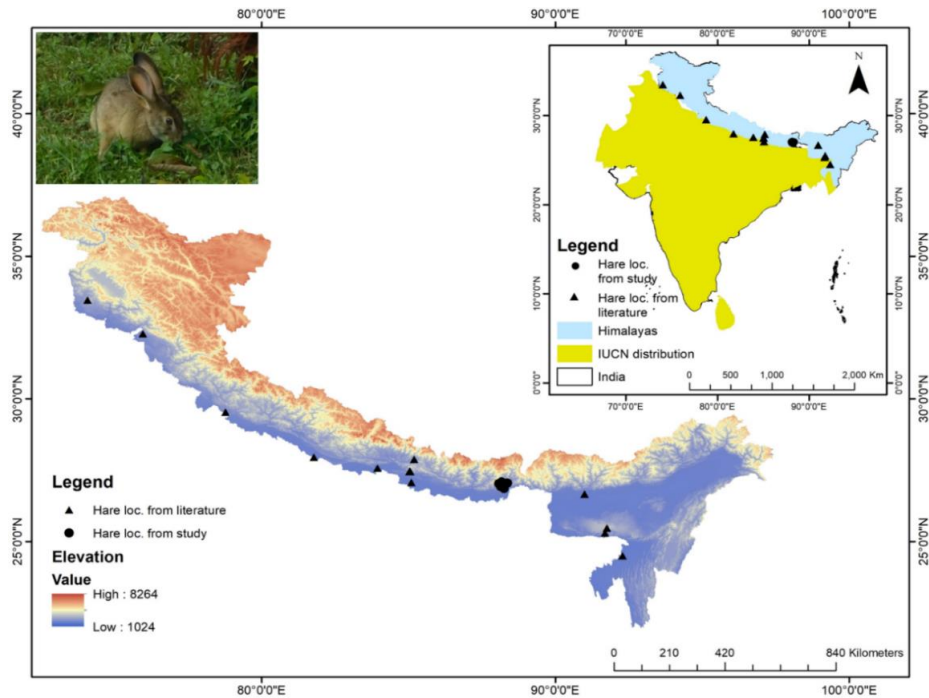 80°0'0"E 90°0'0"E 100°0'0"E
70°0'0"E 80°0'0"E 90°0'0"E 100°0'0"E
N
40°0'0"N
35°0'0"N
30°0'0"N
25°0'0"N
30°0'0"N
20°0'0"N
10°0'0"N
0°0'0"
Legend
Hare loc.
from study
Hare loc. from
literature
Himalayas
IUCN distribution
India
0 500 1,000 2,000 Km
70°0'0"E 80°0'0"E 90°0'0"E
40°0'0"N
35°0'0"N
30°0'0"N
25°0'0"N
Legend
Hare loc. from literature
Hare loc. from study
Elevation
Value
High : 8264
Low : 1024
0 210 420 840 Kilometers
80°0'0"E 90°0'0"E 100°0'0"E